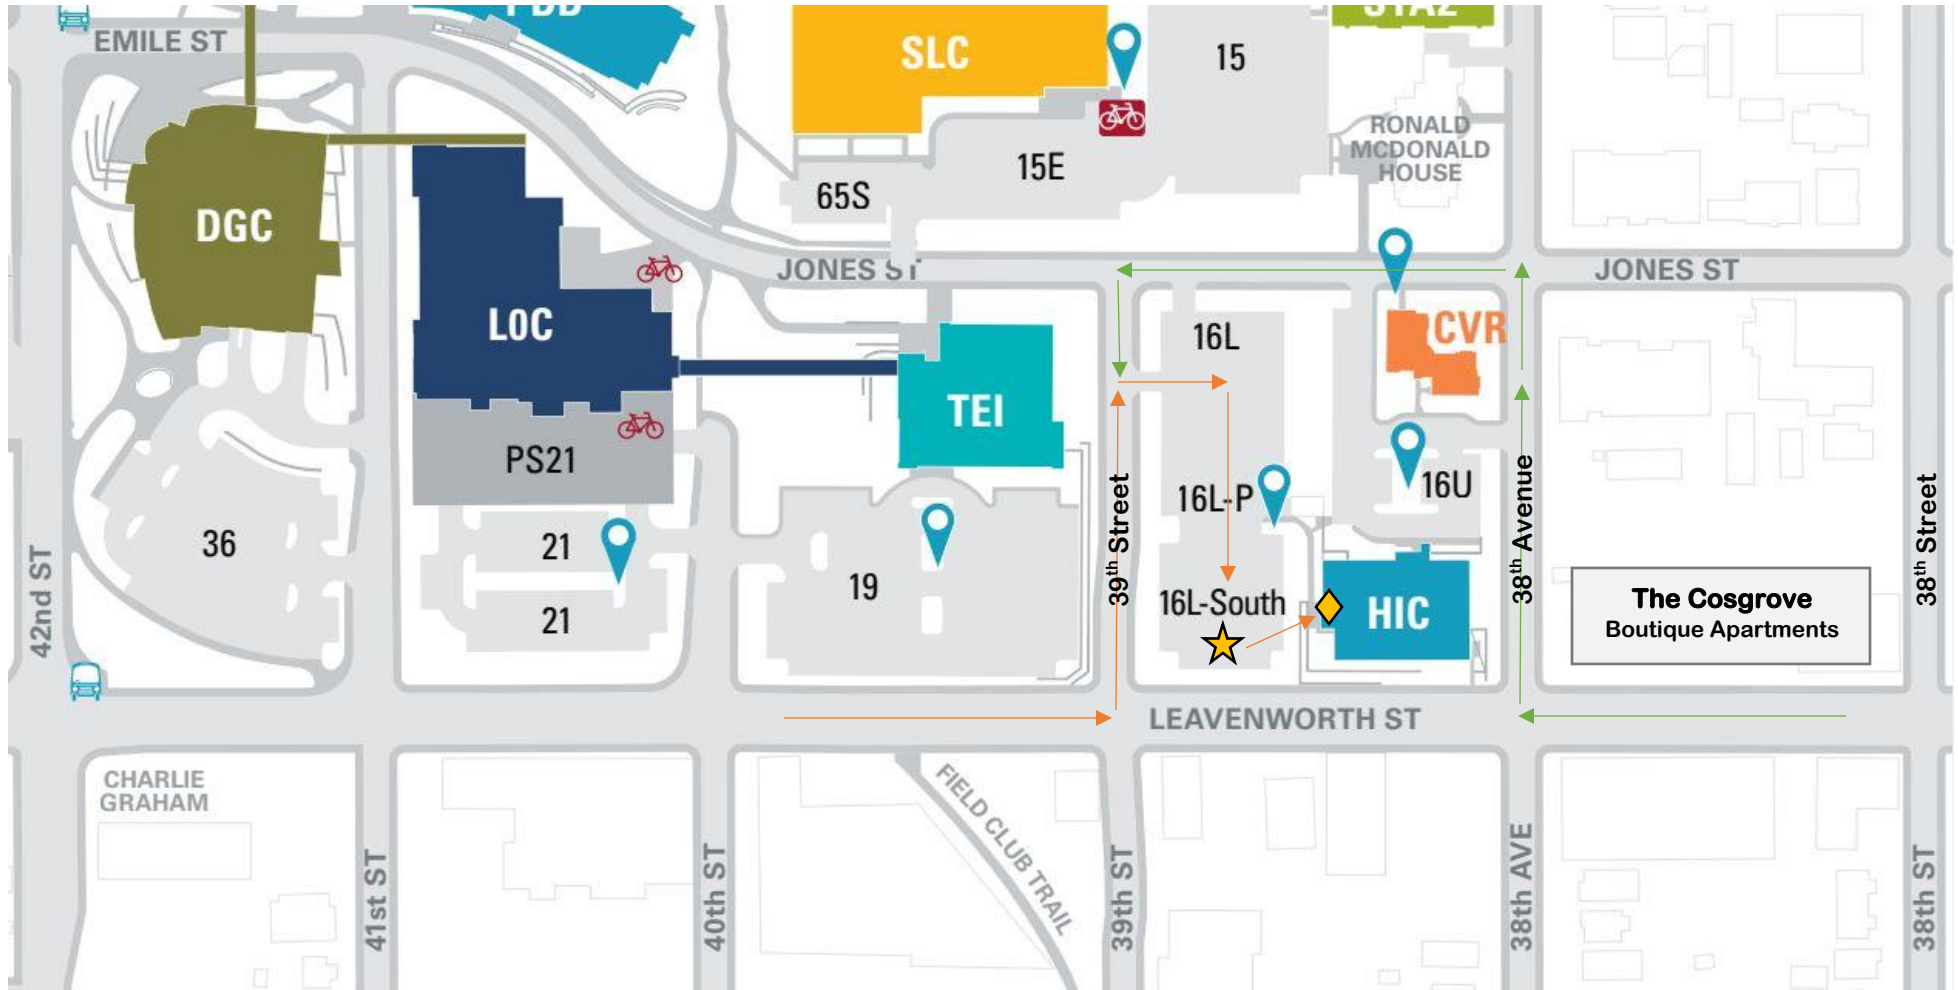 PDB
SLC
15
STA2
EMILE ST
RONALD
MCDONALD
HOUSE
15E
65S
DGC
JONES ST
JONES ST
LOC
16L
CVR
TEI
PS21
16L-P
16U
36
21
19
21
42nd ST
39th Street
38th Avenue
38th Street
16L-South
HIC
The Cosgrove
Boutique Apartments
LEAVENWORTH ST
CHARLIE
GRAHAM
FIELD CLUB TRAIL
41st ST
40th ST
39th ST
38th AVE
38th ST